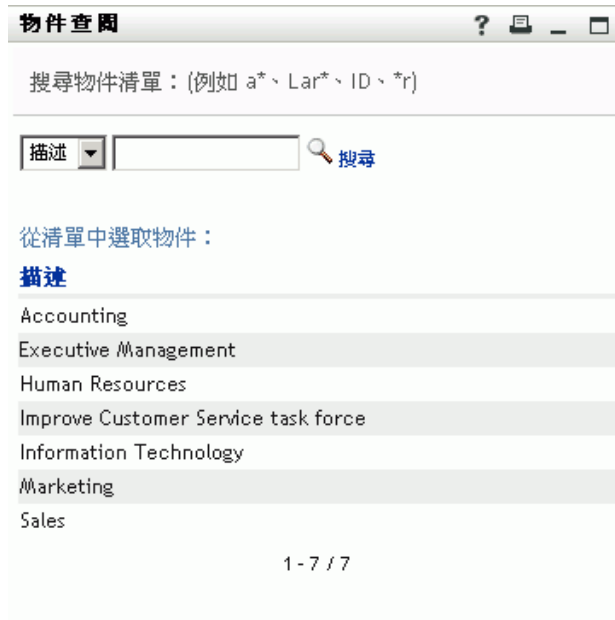 物件查閱
搜尋物件清單：(例如 a*、Lar*、ID、*r)
描述 搜尋
從清單中選取物件：
描述
Accounting
Executive Management
Human Resources
Improve Customer Service task force
Information Technology
Marketing
Sales
1 - 7 / 7